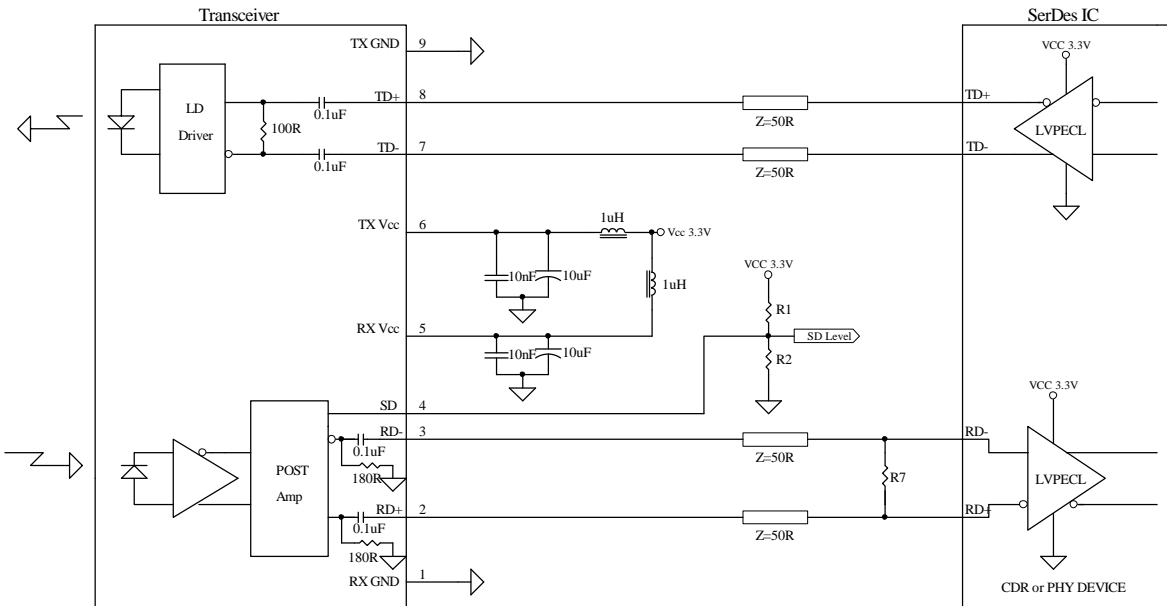 Transceiver
SerDes IC
TX GND
9
VCC 3.3V
LD
Driver
100R
0.1uF
TD+
8
Z=50R
TD+
LVPECL
0.1uF
TD-
7
Z=50R
TD-
TX Vcc
6
1uH
Vcc 3.3V
10nF
10uF
1uH
VCC 3.3V
R1
SD Level
R2
RX Vcc
5
10nF
10uF
SD
4
VCC 3.3V
POST
Amp
RD-
3
0.1uF
180R
Z=50R
RD-
R7
LVPECL
RD+
2
0.1uF
180R
Z=50R
RD+
RX GND
1
CDR or PHY DEVICE